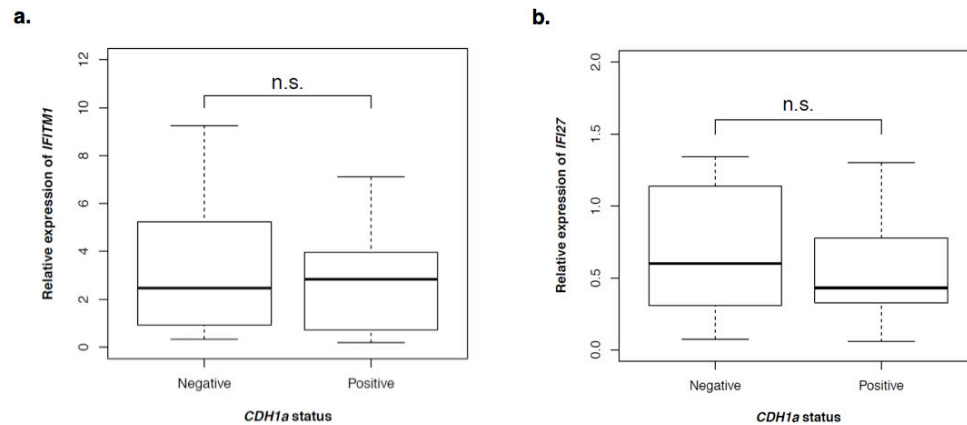 a.
Relative expression of IFITM1
12
10
8
6
4
2
0
n.s.
Negative
Positive
CDH1a status
b.
Relative expression of IFI27
2.0
1.5
1.0
0.5
0.0
n.s.
Negative
Positive
CDH1a status